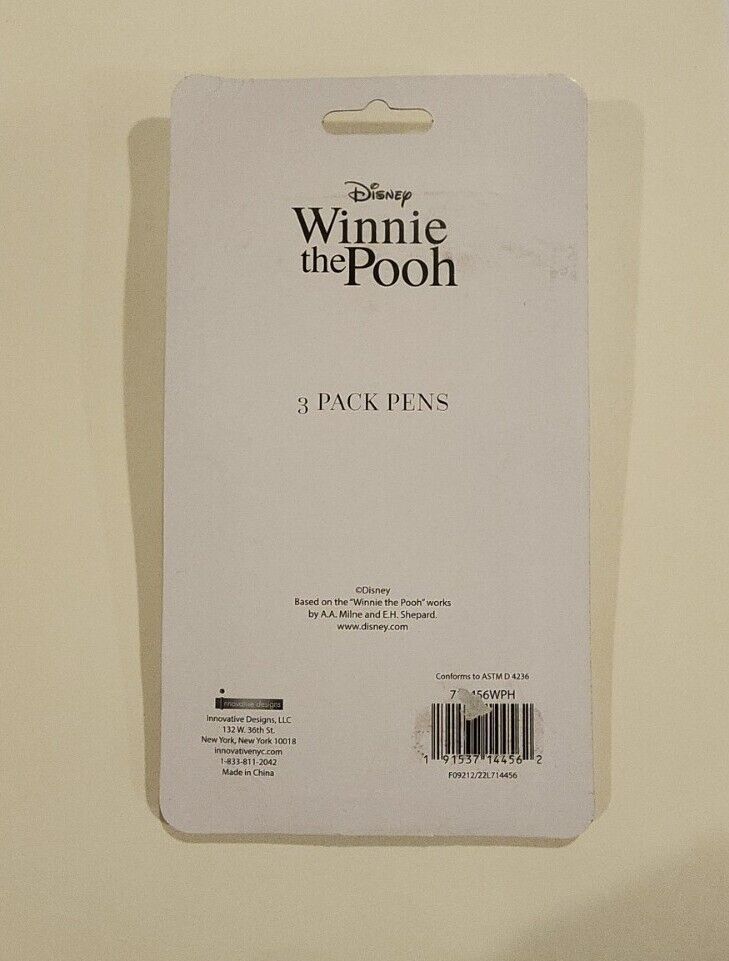 Disney
Winnie
the Pooh
3 PACK PENS
©Disney
Based on the "Winnie the Pooh" works
by A.A. Milne and E.H. Shepard.
www.disney.com
Conforms to ASTM D 4236
innovative designs
Innovative Designs, LLC
132 W. 36th St.
New York, New York 10018
innovativenyc.com
1-833-811-2042
Made in China
1 91537 14456 2
F09212/22L714456